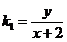 k₁ = y / (x + 2)